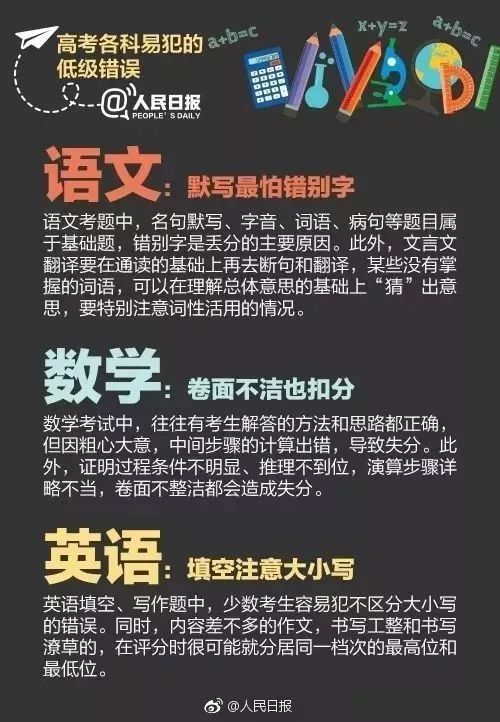 高考各科易犯的
低级错误
@人民日报
PEOPLE'S DAILY
a+b=c
x+y=z
a+b=c
语文：默写最怕错别字
语文考题中，名句默写、字音、词语、病句等题目属
于基础题，错别字是丢分的主要原因。此外，文言文
翻译要在通读的基础上再去断句和翻译，某些没有掌
握的词语，可以在理解总体意思的基础上“猜”出意
思，要特别注意词性活用的情况。
数学：卷面不洁也扣分
数学考试中，往往有考生解答的方法和思路都正确，
但因粗心大意，中间步骤的计算出错，导致失分。此
外，证明过程条件不明显、推理不到位，演算步骤详
略不当，卷面不整洁都会造成失分。
英语：填空注意大小写
英语填空、写作题中，少数考生容易犯不区分大小写
的错误。同时，内容差不多的作文，书写工整和书写
潦草的，在评分时很可能就分居同一档次的最高位和
最低位。
@人民日报